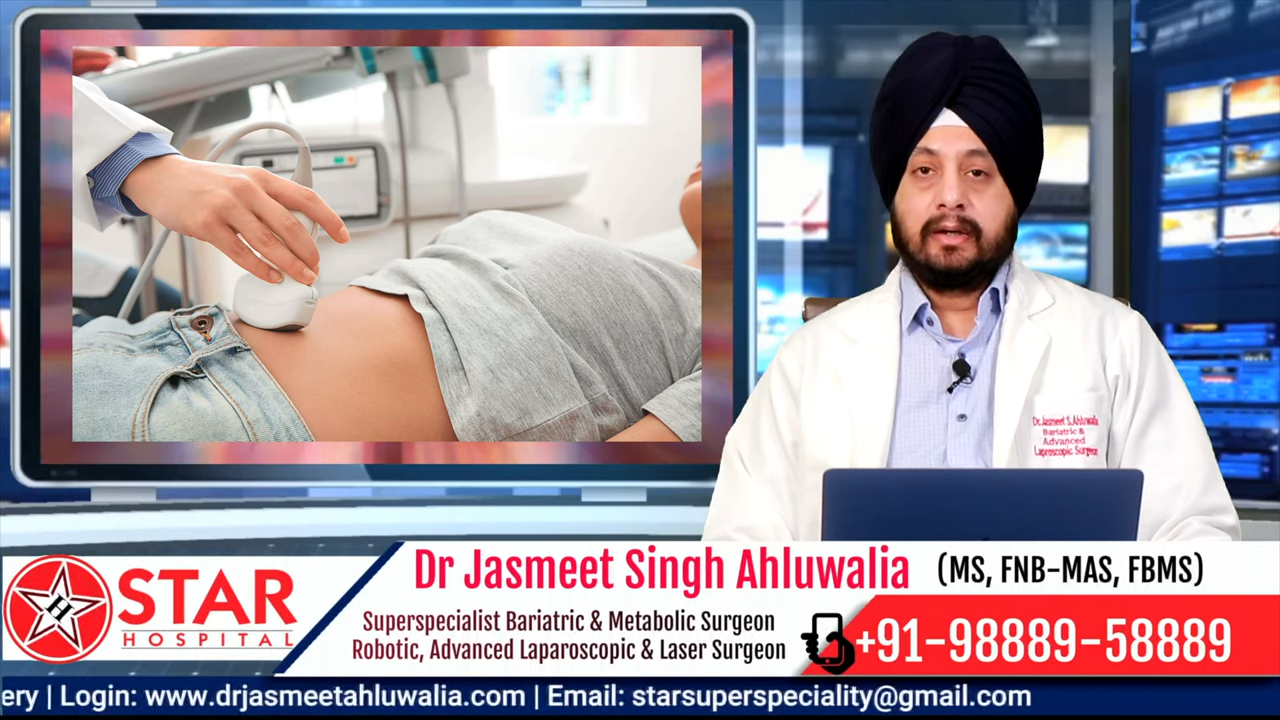 Dr.Jasmeet S.Ahluwalia
Bariatric &
Advanced
Laproscopic Surgeon
STAR
HOSPITAL
H
Dr Jasmeet Singh Ahluwalia (MS, FNB-MAS, FBMS)
Superspecialist Bariatric & Metabolic Surgeon
Robotic, Advanced Laparoscopic & Laser Surgeon
+91-98889-58889
ery | Login: www.drjasmeetahluwalia.com | Email: starsuperspeciality@gmail.com